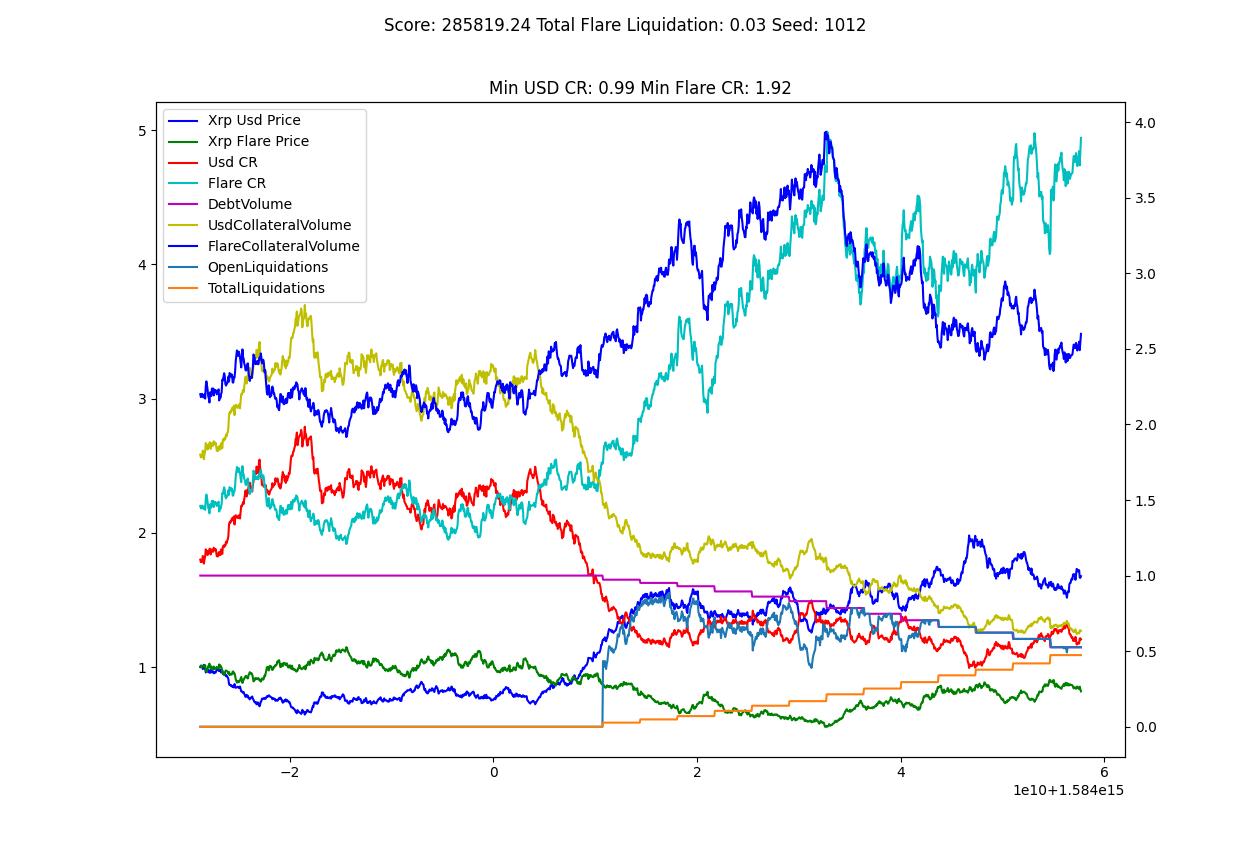 Score: 285819.24 Total Flare Liquidation: 0.03 Seed: 1012
Min USD CR: 0.99 Min Flare CR: 1.92
Xrp Usd Price
Xrp Flare Price
Usd CR
Flare CR
DebtVolume
UsdCollateralVolume
FlareCollateralVolume
OpenLiquidations
TotalLiquidations
5
4
3
2
1
4.0
3.5
3.0
2.5
2.0
1.5
1.0
0.5
0.0
−2 0 2 4 6
1e10+1.584e15